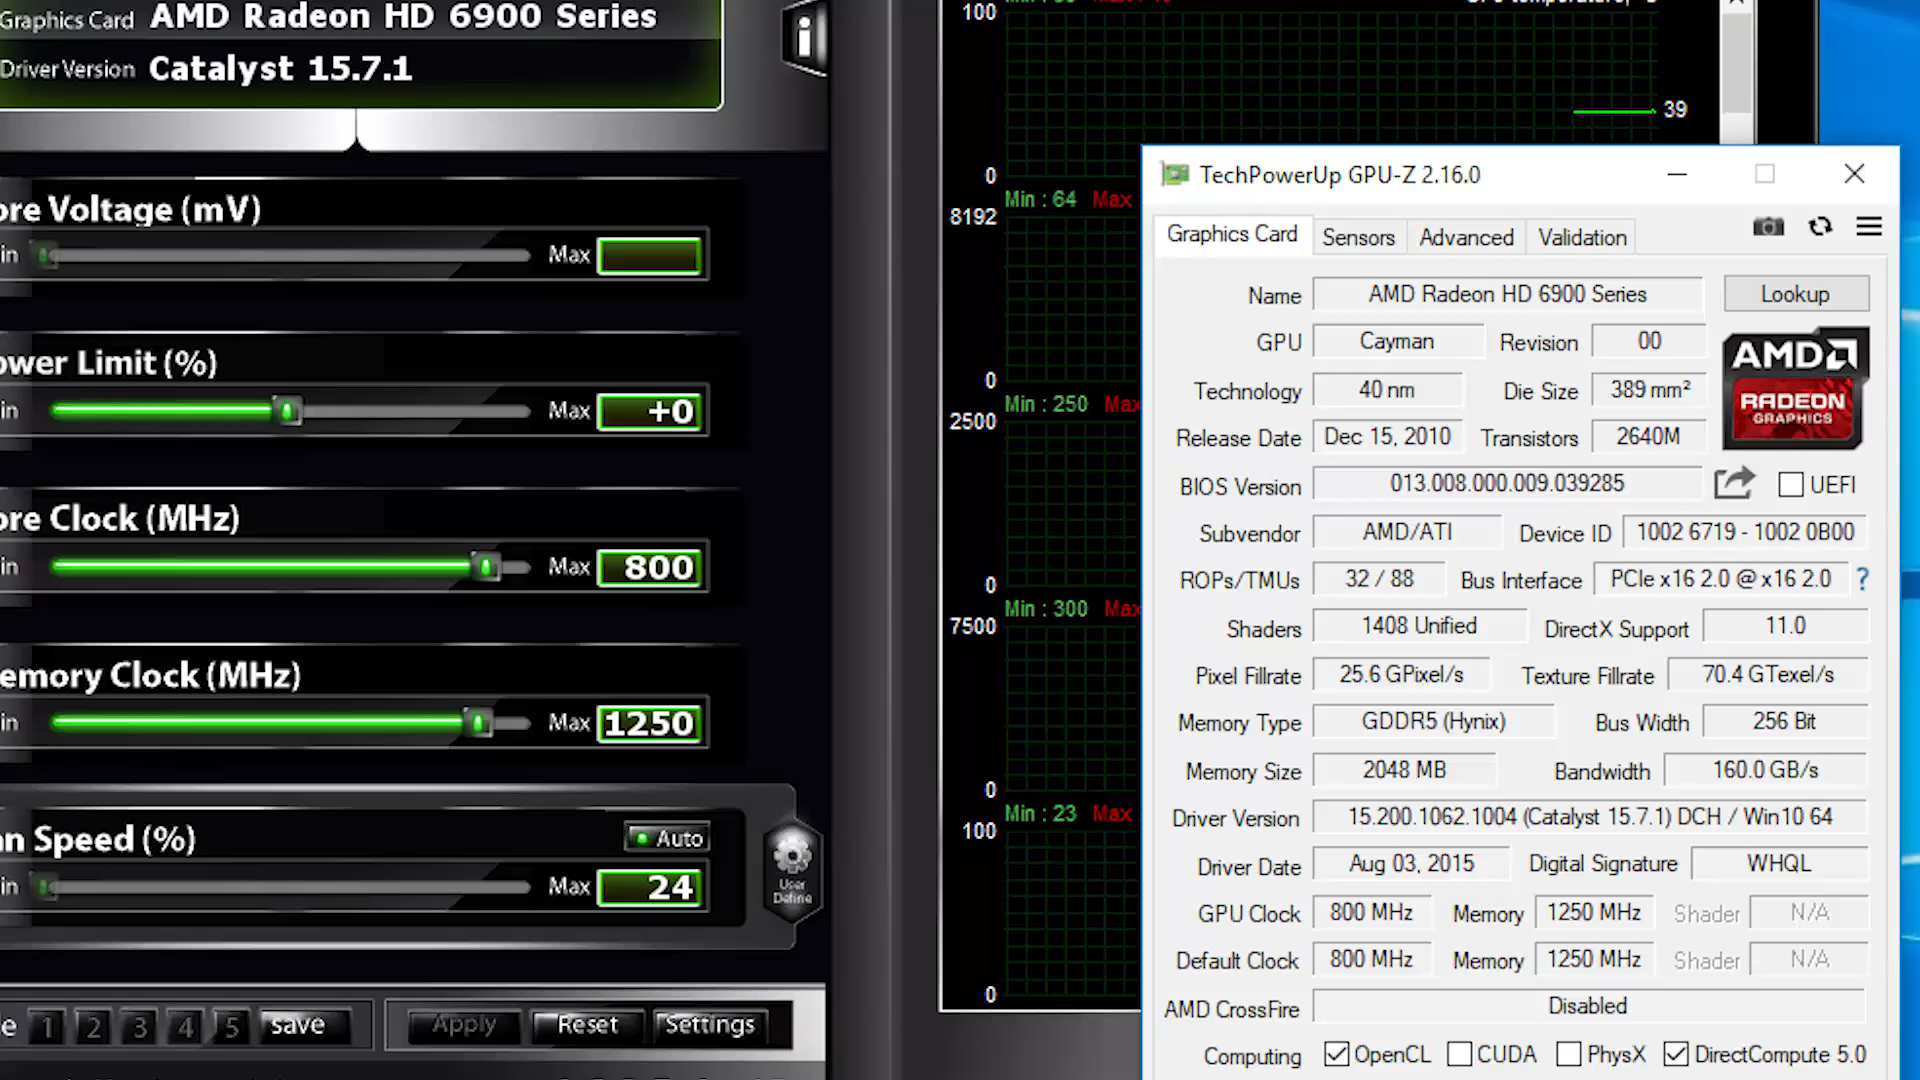 Graphics Card AMD Radeon HD 6900 Series
Driver Version Catalyst 15.7.1
ore Voltage (mV)
in Max
ower Limit (%)
in Max +0
ore Clock (MHz)
in Max 800
emory Clock (MHz)
in Max 1250
an Speed (%)
Auto
in Max 24
User Define
e 1 2 3 4 5 save
Apply Reset Settings
100
39
0
Min : 64 Max
8192
0
Min : 250 Max
2500
0
Min : 300 Max
7500
0
Min : 23 Max
100
0
TechPowerUp GPU-Z 2.16.0
Graphics Card Sensors Advanced Validation
Name AMD Radeon HD 6900 Series Lookup
GPU Cayman Revision 00
AMD
RADEON
GRAPHICS
Technology 40 nm Die Size 389 mm²
Release Date Dec 15, 2010 Transistors 2640M
BIOS Version 013.008.000.009.039285 UEFI
Subvendor AMD/ATI Device ID 1002 6719 - 1002 0B00
ROPs/TMUs 32 / 88 Bus Interface PCIe x16 2.0 @ x16 2.0 ?
Shaders 1408 Unified DirectX Support 11.0
Pixel Fillrate 25.6 GPixel/s Texture Fillrate 70.4 GTexel/s
Memory Type GDDR5 (Hynix) Bus Width 256 Bit
Memory Size 2048 MB Bandwidth 160.0 GB/s
Driver Version 15.200.1062.1004 (Catalyst 15.7.1) DCH / Win10 64
Driver Date Aug 03, 2015 Digital Signature WHQL
GPU Clock 800 MHz Memory 1250 MHz Shader N/A
Default Clock 800 MHz Memory 1250 MHz Shader N/A
AMD CrossFire Disabled
Computing OpenCL CUDA PhysX DirectCompute 5.0